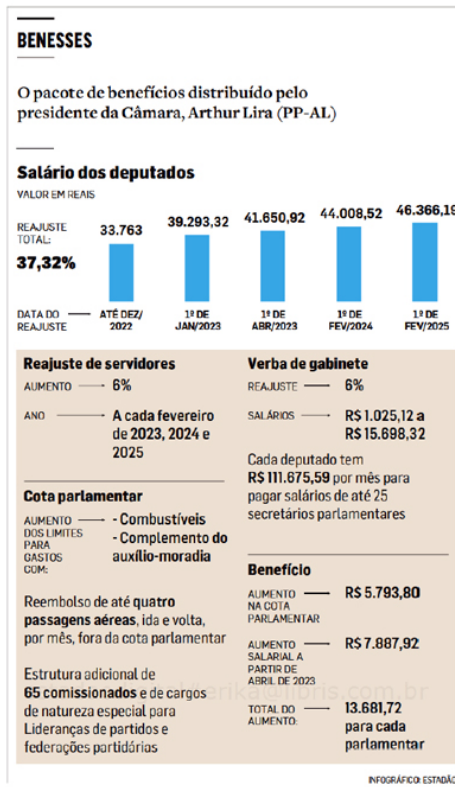 BENESSES
O pacote de benefícios distribuído pelo
presidente da Câmara, Arthur Lira (PP-AL)
Salário dos deputados
VALOR EM REAIS
REAJUSTE
TOTAL:
37,32%
33.763
39.293,32
41.650,92
44.008,52
46.366,19
DATA DO
REAJUSTE
ATÉ DEZ/
2022
1º DE
JAN/2023
1º DE
ABR/2023
1º DE
FEV/2024
1º DE
FEV/2025
Reajuste de servidores
AUMENTO
6%
ANO
A cada fevereiro
de 2023, 2024 e
2025
Cota parlamentar
AUMENTO
DOS LIMITES
PARA
GASTOS
COM:
- Combustíveis
- Complemento do
auxílio-moradia
Reembolso de até quatro
passagens aéreas, ida e volta,
por mês, fora da cota parlamentar
Estrutura adicional de
65 comissionados e de cargos
de natureza especial para
Lideranças de partidos e
federações partidárias
Verba de gabinete
REAJUSTE
6%
SALÁRIOS
R$ 1.025,12 a
R$ 15.698,32
Cada deputado tem
R$ 111.675,59 por mês para
pagar salários de até 25
secretários parlamentares
Benefício
AUMENTO
NA COTA
PARLAMENTAR
R$ 5.793,80
AUMENTO
SALARIAL A
PARTIR DE
ABRIL DE 2023
R$ 7.887,92
TOTAL DO
AUMENTO:
13.681,72
para cada
parlamentar
erika@libris.com.br
INFOGRÁFICO: ESTADÃO